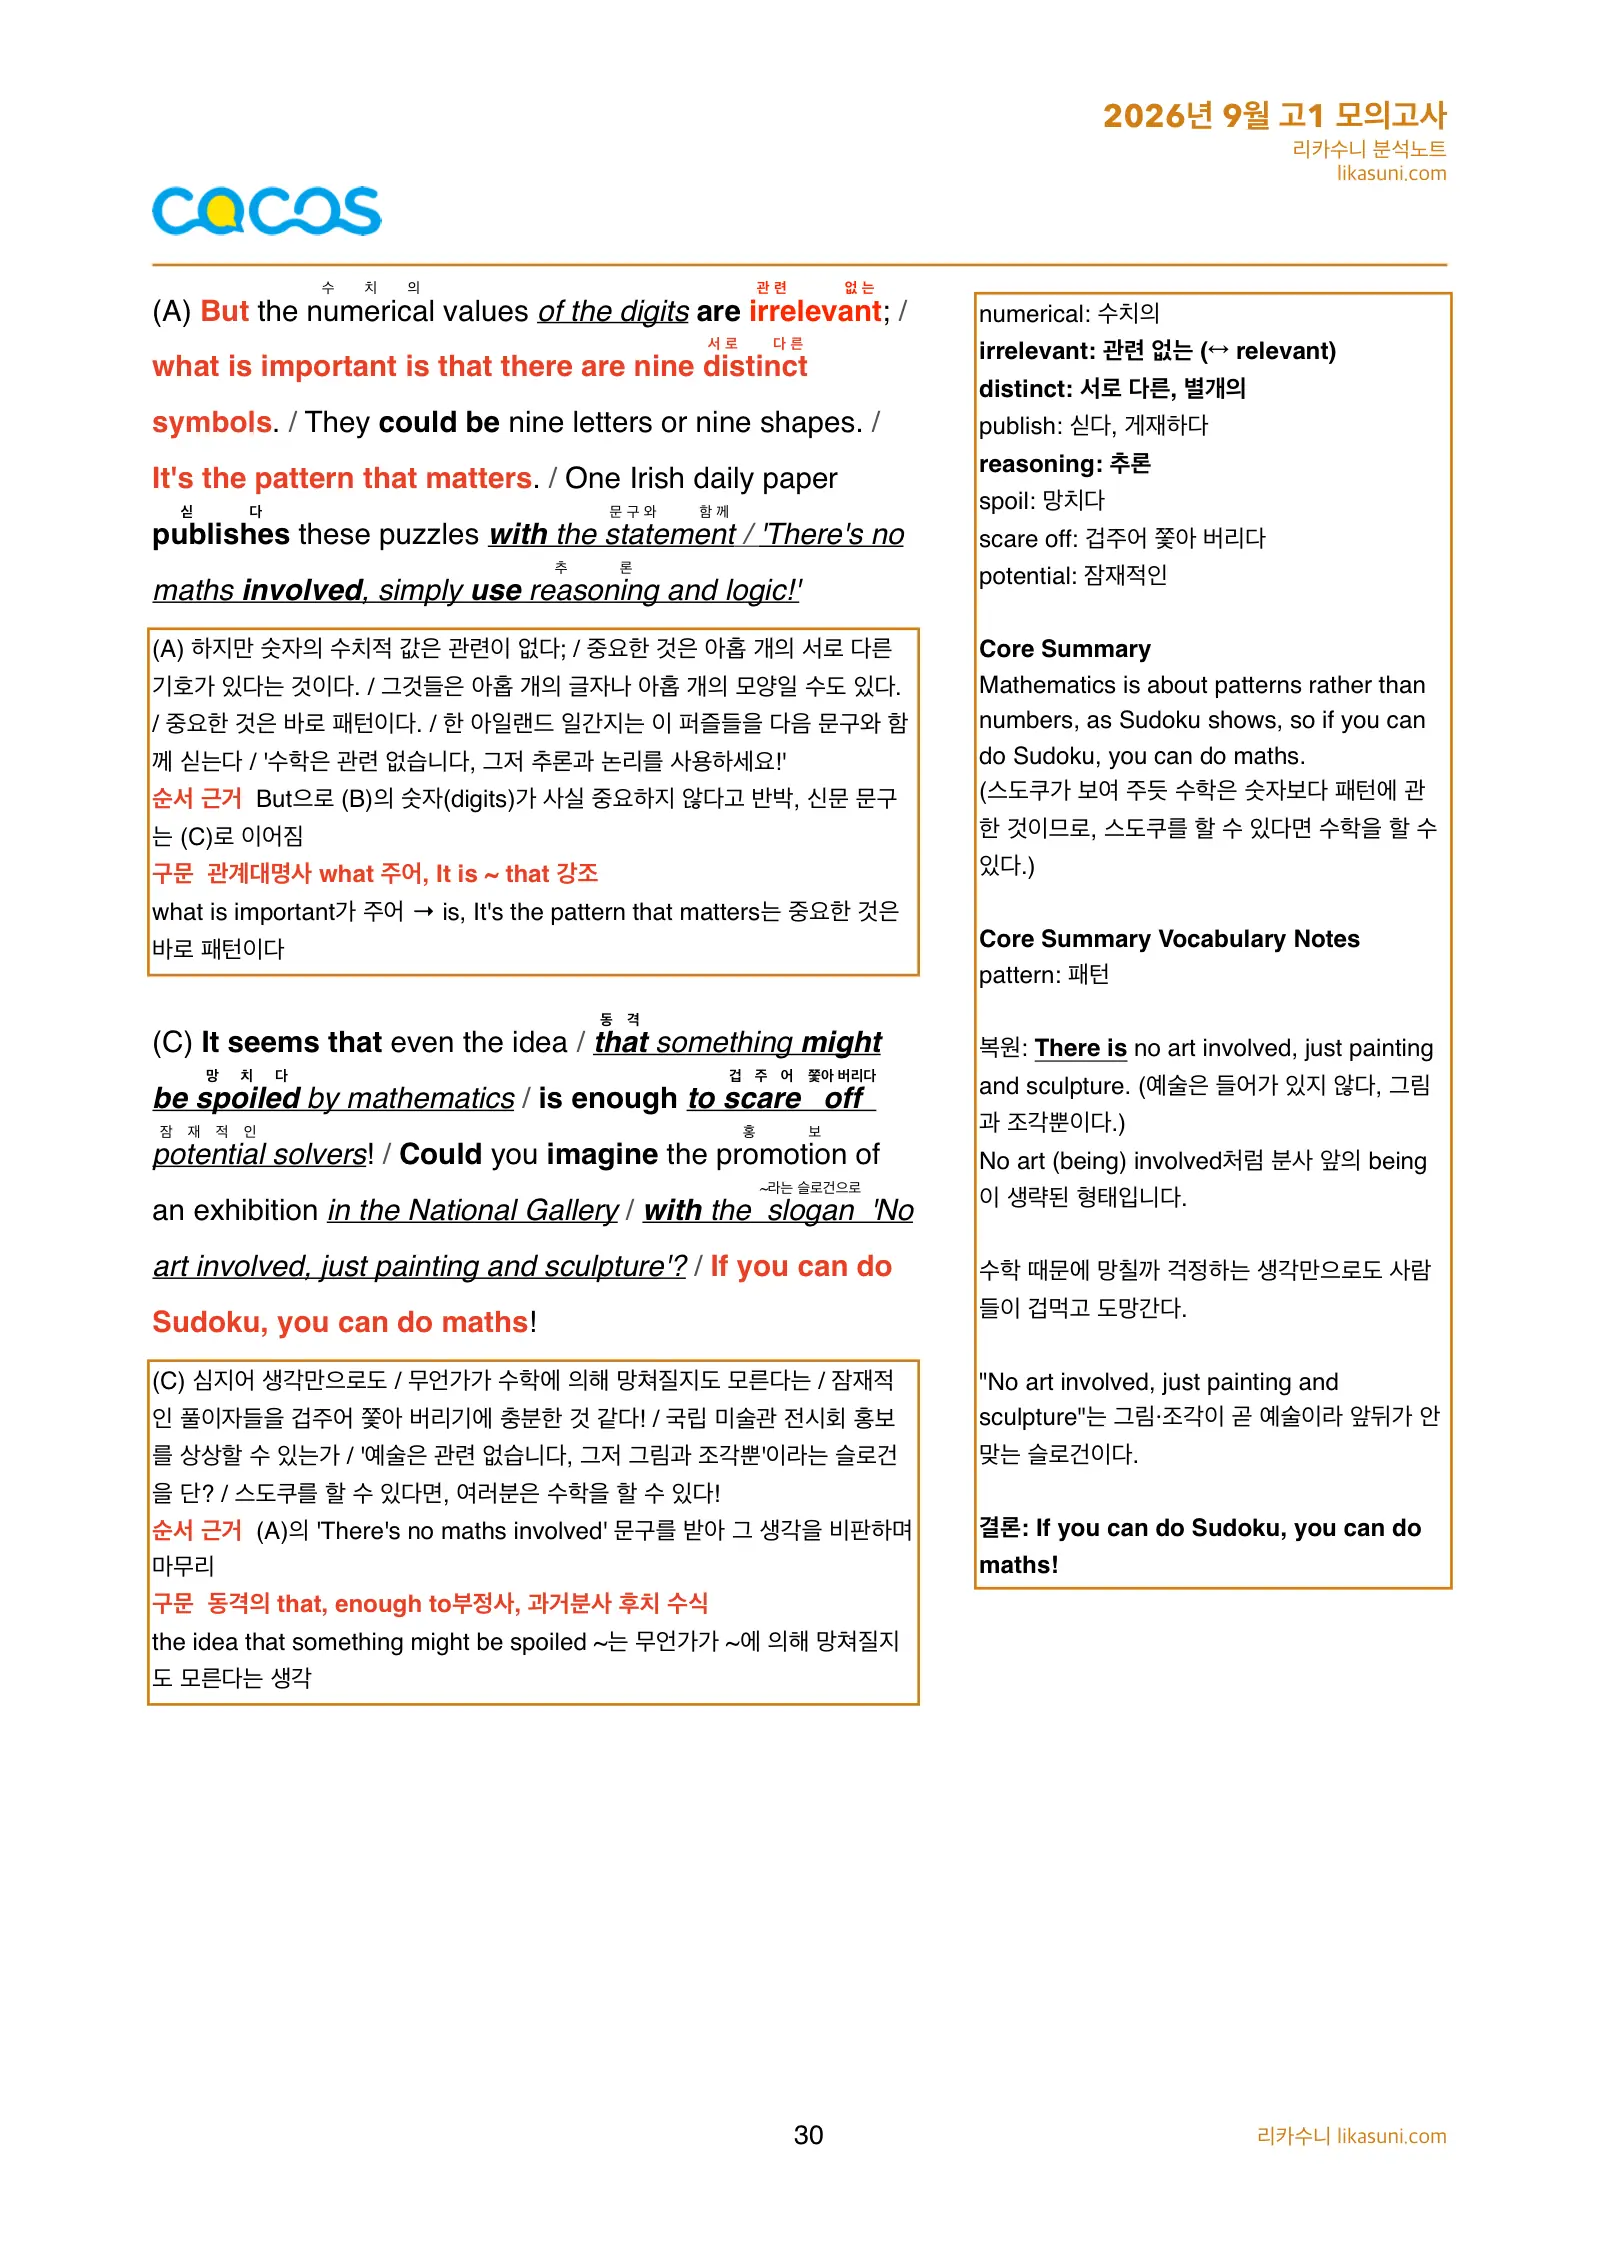 2026년 9월 고1 모의고사
리카수니 분석노트
likasuni.com
cacos
수 치 의 관련 없는
(A) But the numerical values of the digits are irrelevant; /
서로 다른
what is important is that there are nine distinct
symbols. / They could be nine letters or nine shapes. /
It's the pattern that matters. / One Irish daily paper
싣 다 문구와 함께
publishes these puzzles with the statement / 'There's no
추 론
maths involved, simply use reasoning and logic!'
(A) 하지만 숫자의 수치적 값은 관련이 없다; / 중요한 것은 아홉 개의 서로 다른
기호가 있다는 것이다. / 그것들은 아홉 개의 글자나 아홉 개의 모양일 수도 있다.
/ 중요한 것은 바로 패턴이다. / 한 아일랜드 일간지는 이 퍼즐들을 다음 문구와 함
께 싣는다 / '수학은 관련 없습니다, 그저 추론과 논리를 사용하세요!'
순서 근거 But으로 (B)의 숫자(digits)가 사실 중요하지 않다고 반박, 신문 문구
는 (C)로 이어짐
구문 관계대명사 what 주어, It is ~ that 강조
what is important가 주어 → is, It's the pattern that matters는 중요한 것은
바로 패턴이다
동 격
(C) It seems that even the idea / that something might
망 치 다 겁 주 어 쫓아 버리다
be spoiled by mathematics / is enough to scare off
잠 재 적 인 홍 보
potential solvers! / Could you imagine the promotion of
~라는 슬로건으로
an exhibition in the National Gallery / with the slogan 'No
art involved, just painting and sculpture'? / If you can do
Sudoku, you can do maths!
(C) 심지어 생각만으로도 / 무언가가 수학에 의해 망쳐질지도 모른다는 / 잠재적
인 풀이자들을 겁주어 쫓아 버리기에 충분한 것 같다! / 국립 미술관 전시회 홍보
를 상상할 수 있는가 / '예술은 관련 없습니다, 그저 그림과 조각뿐'이라는 슬로건
을 단? / 스도쿠를 할 수 있다면, 여러분은 수학을 할 수 있다!
순서 근거 (A)의 'There's no maths involved' 문구를 받아 그 생각을 비판하며
마무리
구문 동격의 that, enough to부정사, 과거분사 후치 수식
the idea that something might be spoiled ~는 무언가가 ~에 의해 망쳐질지
도 모른다는 생각
numerical: 수치의
irrelevant: 관련 없는 (↔ relevant)
distinct: 서로 다른, 별개의
publish: 싣다, 게재하다
reasoning: 추론
spoil: 망치다
scare off: 겁주어 쫓아 버리다
potential: 잠재적인
Core Summary
Mathematics is about patterns rather than
numbers, as Sudoku shows, so if you can
do Sudoku, you can do maths.
(스도쿠가 보여 주듯 수학은 숫자보다 패턴에 관
한 것이므로, 스도쿠를 할 수 있다면 수학을 할 수
있다.)
Core Summary Vocabulary Notes
pattern: 패턴
복원: There is no art involved, just painting
and sculpture. (예술은 들어가 있지 않다, 그림
과 조각뿐이다.)
No art (being) involved처럼 분사 앞의 being
이 생략된 형태입니다.
수학 때문에 망칠까 걱정하는 생각만으로도 사람
들이 겁먹고 도망간다.
"No art involved, just painting and
sculpture"는 그림·조각이 곧 예술이라 앞뒤가 안
맞는 슬로건이다.
결론: If you can do Sudoku, you can do
maths!
30
리카수니 likasuni.com